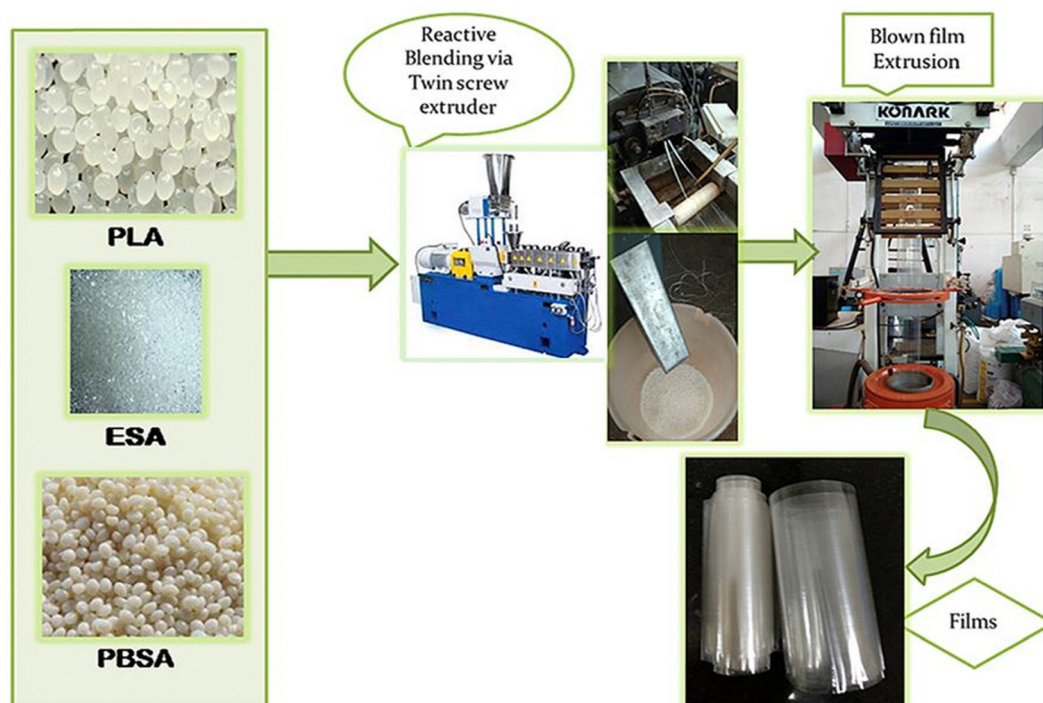 PLA
ESA
PBSA
Reactive
Blending via
Twin screw
extruder
Blown film
Extrusion
KONARK
Films